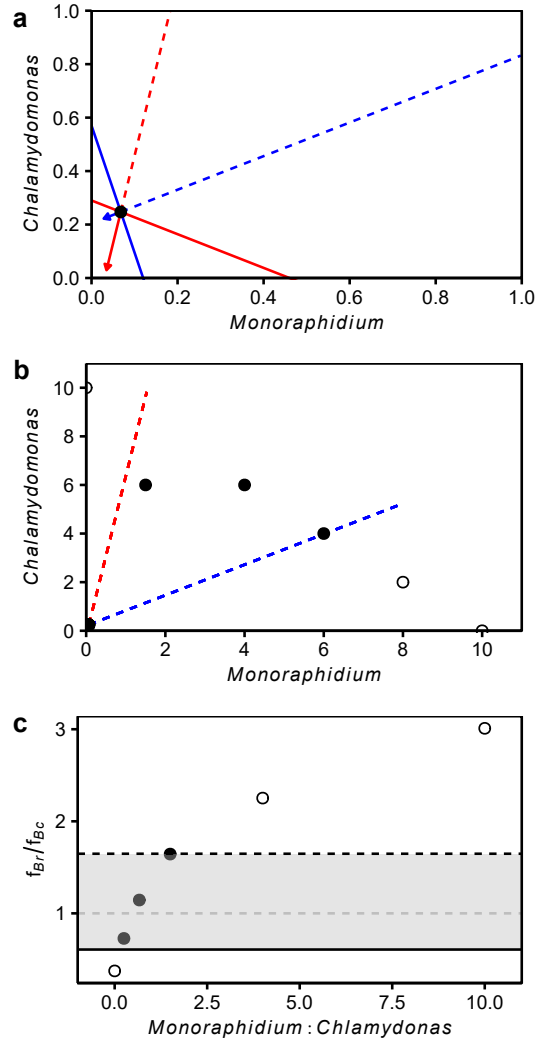 a
Chalamydomonas
1.0
0.8
0.6
0.4
0.2
0.0
0.0 0.2 0.4 0.6 0.8 1.0
Monoraphidium
b
Chalamydomonas
10
8
6
4
2
0
0 2 4 6 8 10
Monoraphidium
c
fBr/fBc
3
2
1
0.0 2.5 5.0 7.5 10.0
Monoraphidium : Chlamydonas